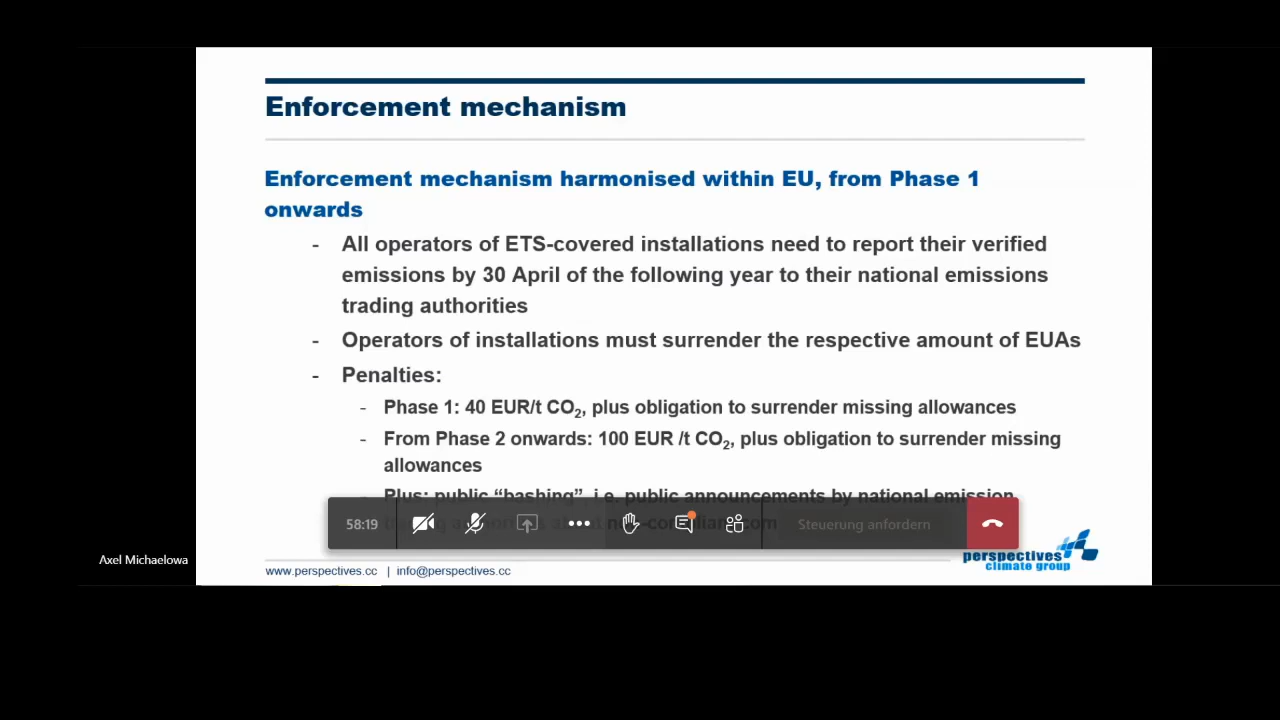 Enforcement mechanism
Enforcement mechanism harmonised within EU, from Phase 1
onwards
- All operators of ETS-covered installations need to report their verified
emissions by 30 April of the following year to their national emissions
trading authorities
- Operators of installations must surrender the respective amount of EUAs
- Penalties:
- Phase 1: 40 EUR/t CO₂, plus obligation to surrender missing allowances
- From Phase 2 onwards: 100 EUR /t CO₂, plus obligation to surrender missing
allowances
Plus: public “bashing”, i.e. public announcements by national emission
58:19
Steuerung anfordern
Axel Michaelowa
www.perspectives.cc | info@perspectives.cc
perspectives
climate group